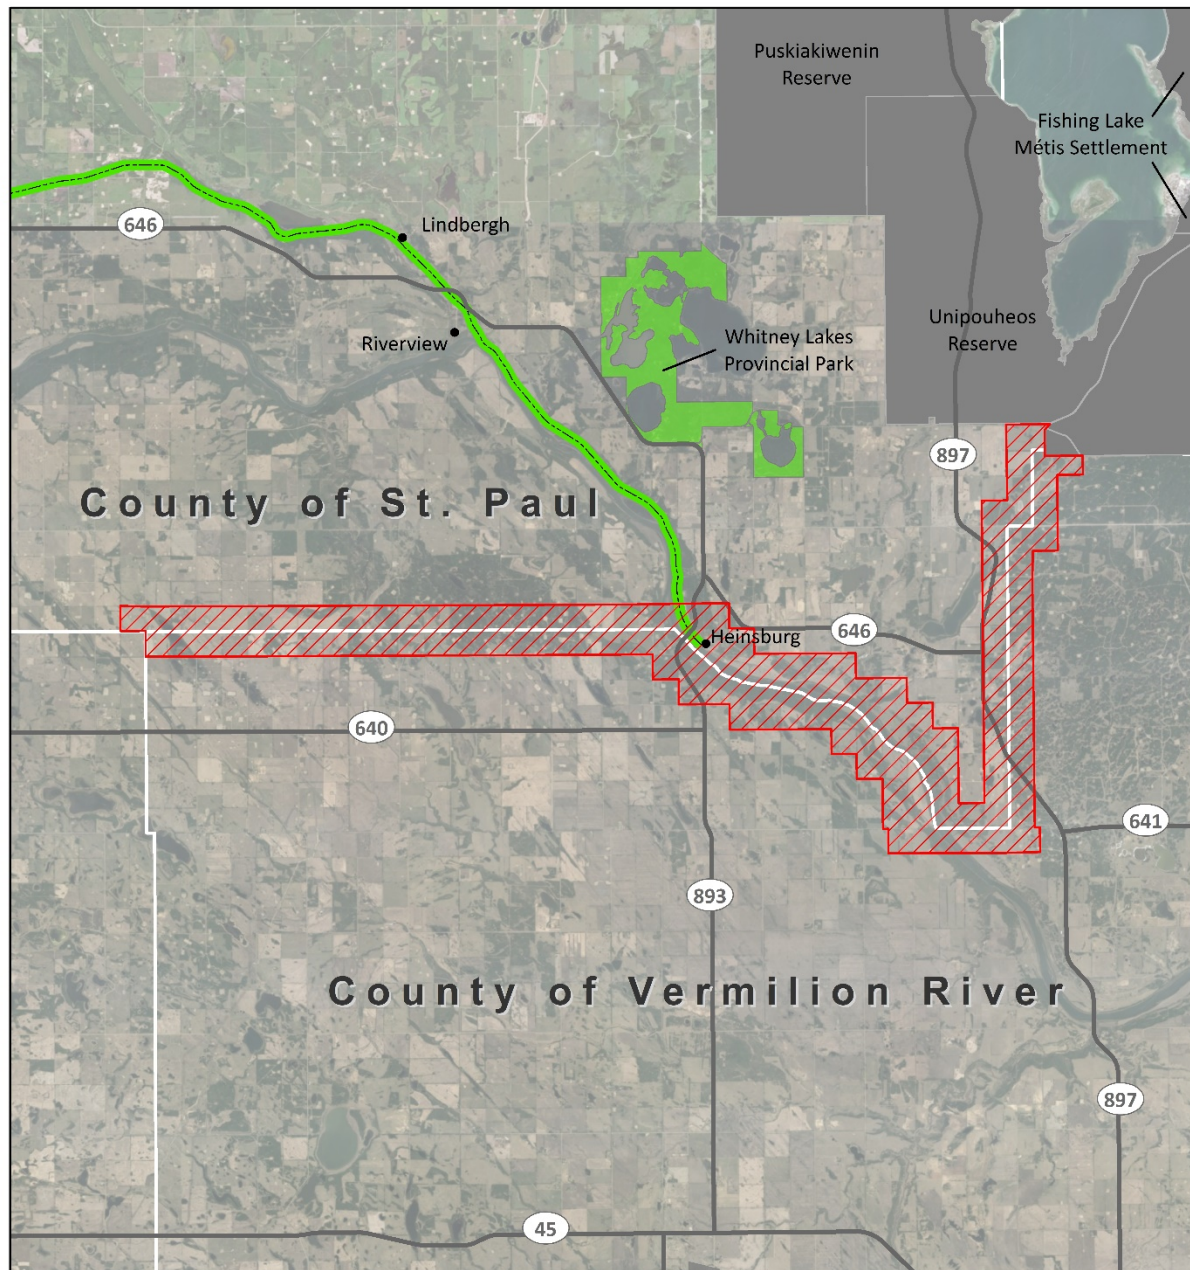 Puskiakiwenin
Reserve
Fishing Lake
Métis Settlement
646
Lindbergh
Unipouheos
Reserve
Riverview
Whitney Lakes
Provincial Park
897
County of St. Paul
Heinsburg
646
640
641
893
County of Vermilion River
897
45